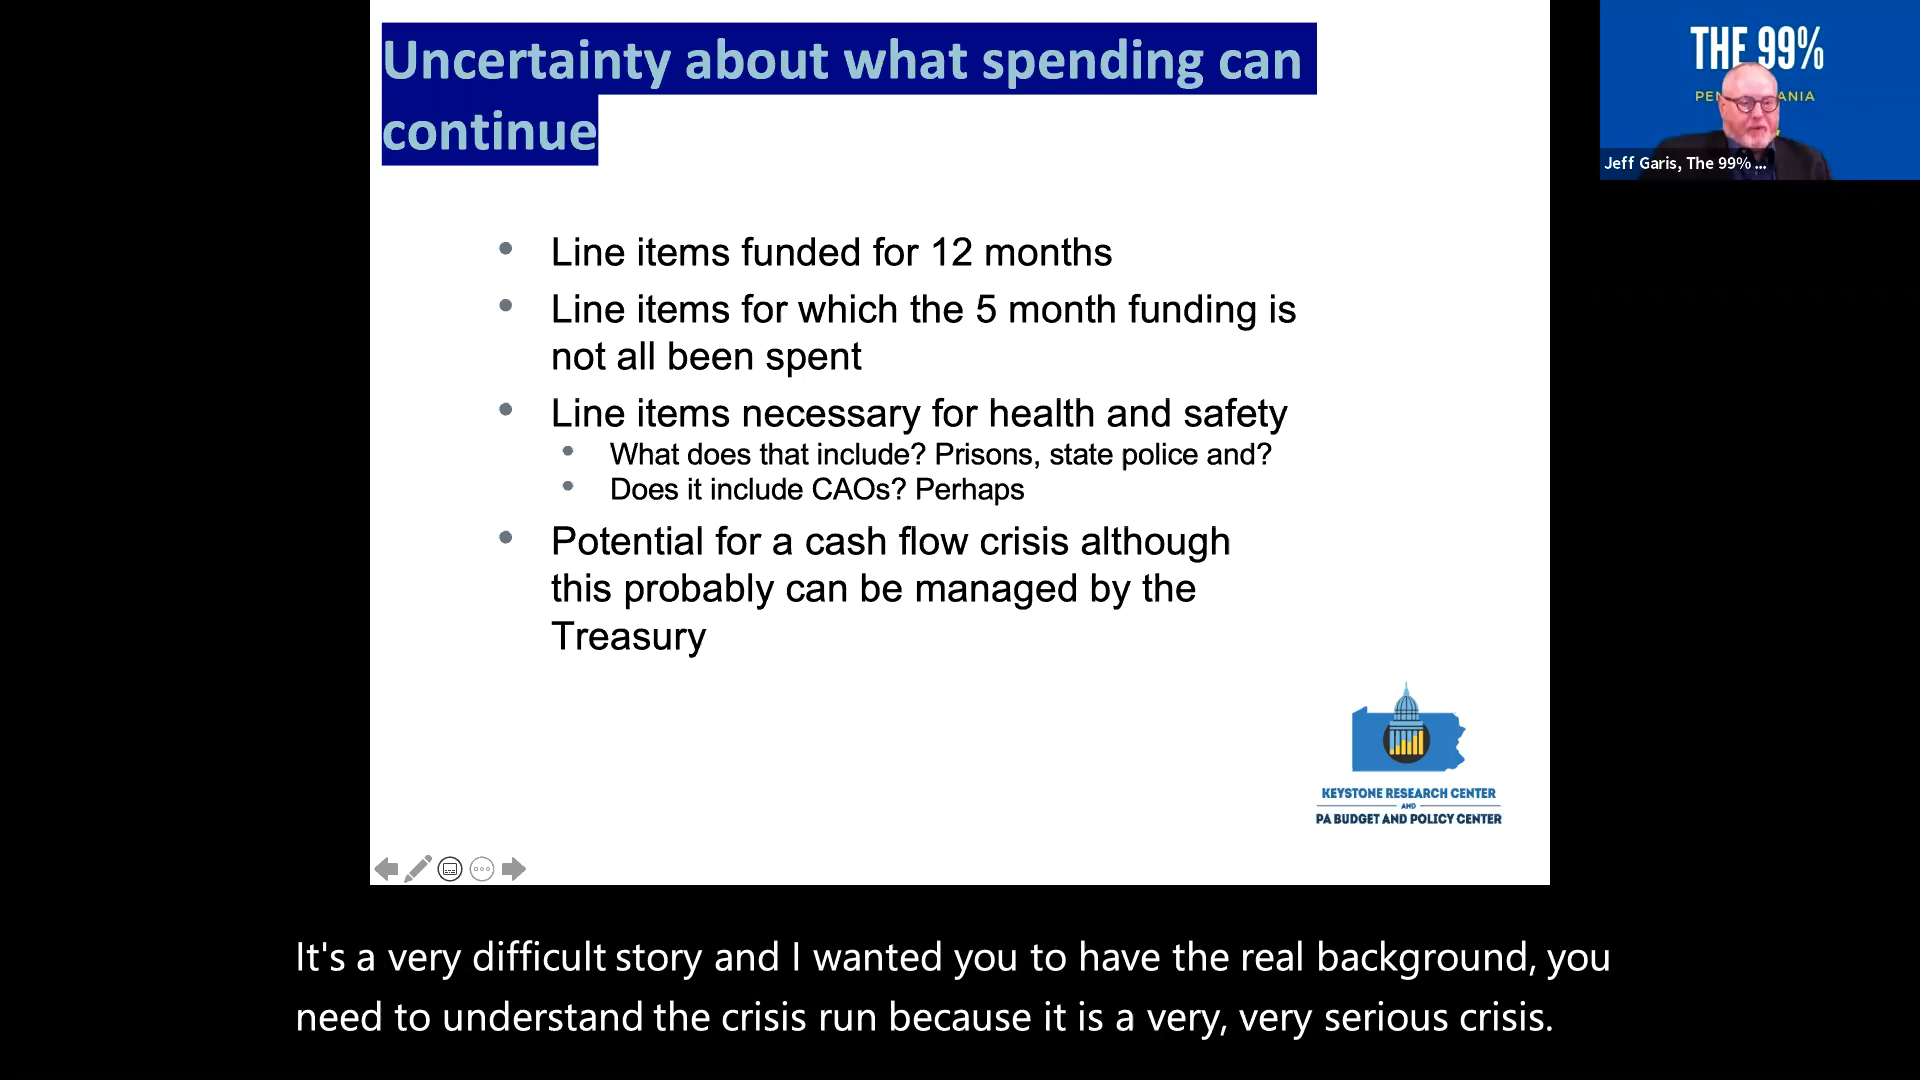 Uncertainty about what spending can
continue
• Line items funded for 12 months
• Line items for which the 5 month funding is
not all been spent
• Line items necessary for health and safety
• What does that include? Prisons, state police and?
• Does it include CAOs? Perhaps
• Potential for a cash flow crisis although
this probably can be managed by the
Treasury
KEYSTONE RESEARCH CENTER
AND
PA BUDGET AND POLICY CENTER
THE 99%
PEN ANIA
Jeff Garis, The 99% ...
It's a very difficult story and I wanted you to have the real background, you
need to understand the crisis run because it is a very, very serious crisis.